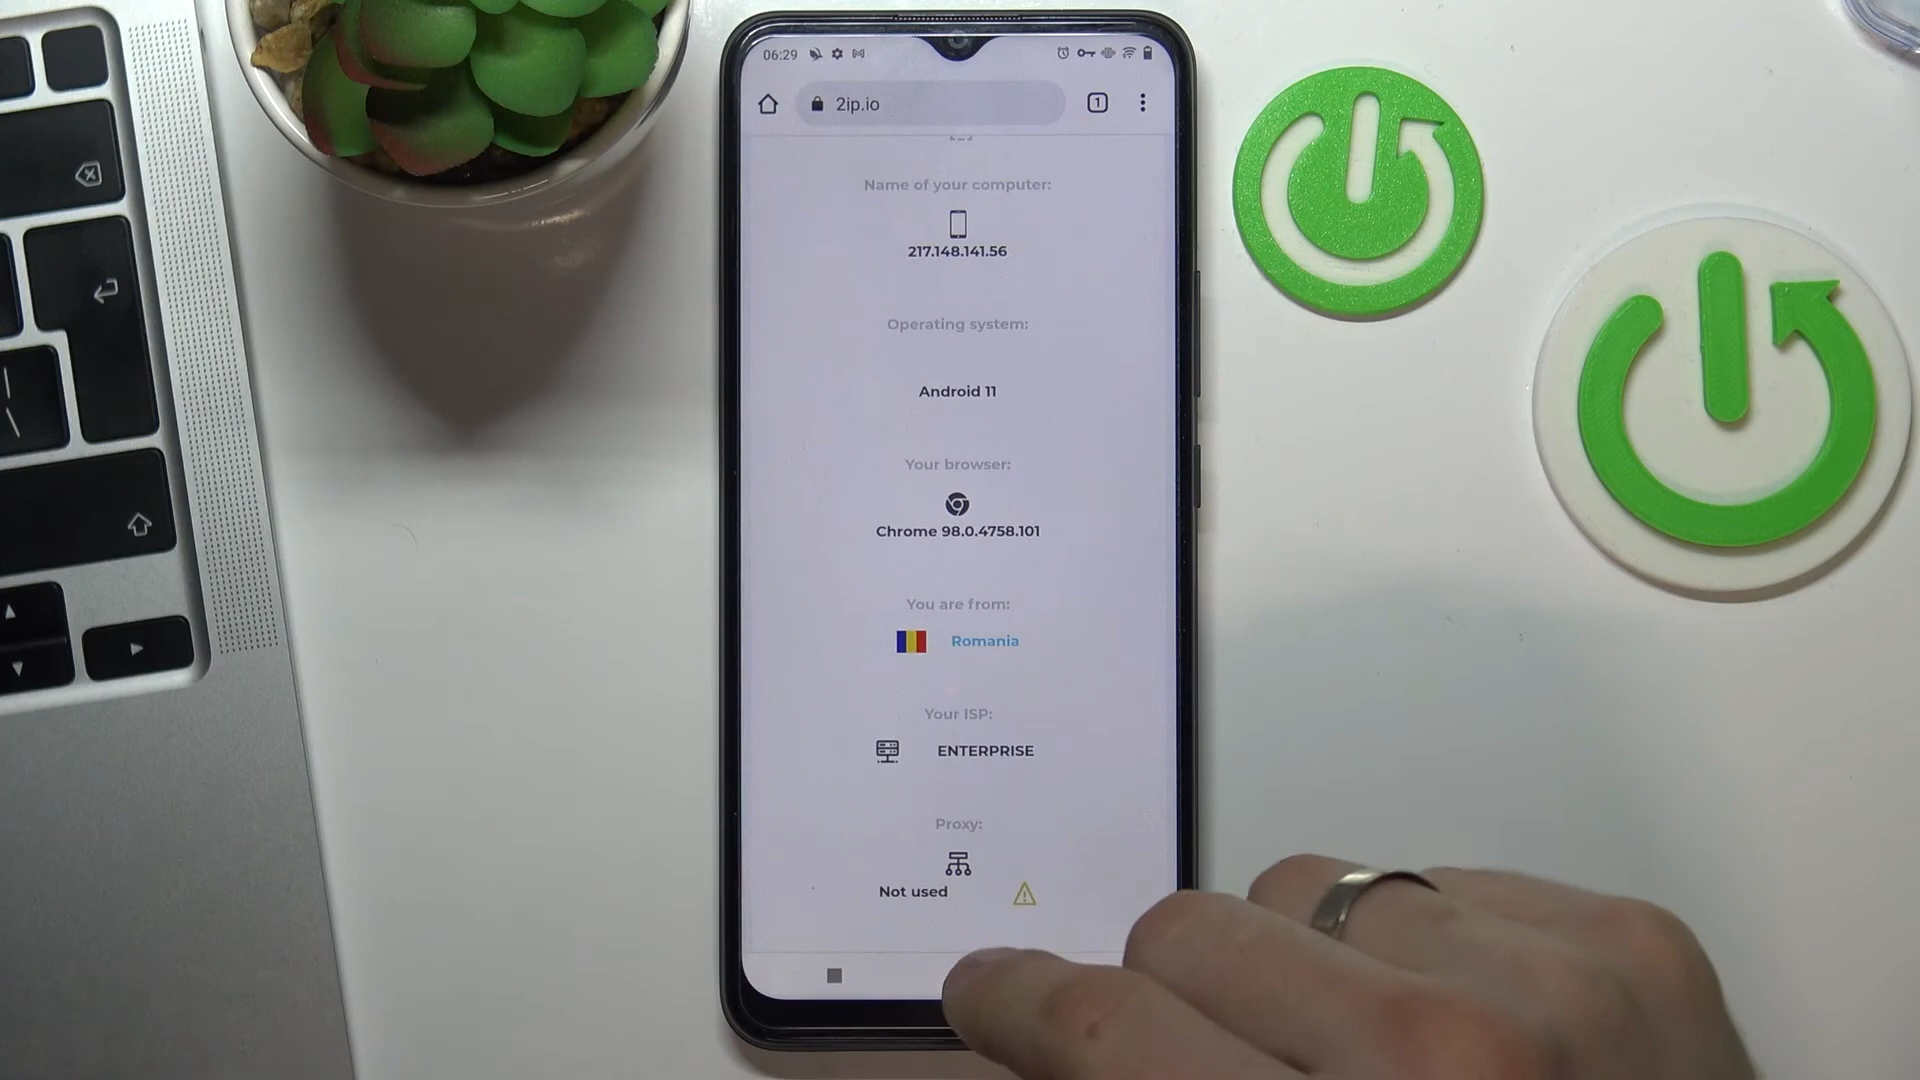 06:29
2ip.io
1
Name of your computer:
217.148.141.56
Operating system:
Android 11
Your browser:
Chrome 98.0.4758.101
You are from:
Romania
Your ISP:
ENTERPRISE
Proxy:
Not used